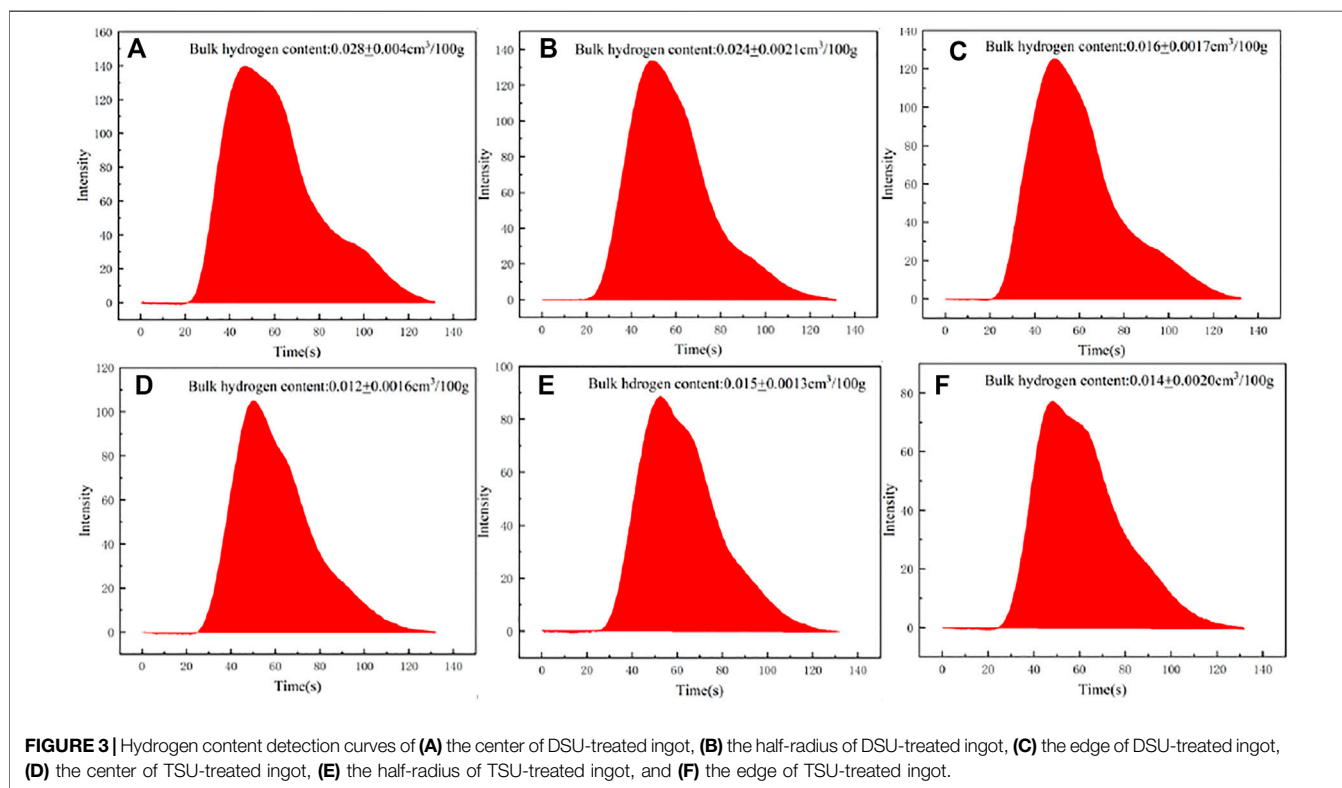 A
Bulk hydrogen content:0.028±0.004cm³/100g
160
140
120
100
80
60
40
20
0
Intensity
0 20 40 60 80 100 120 140
Time(s)
B
Bulk hydrogen content:0.024±0.0021cm³/100g
140
120
100
80
60
40
20
0
Intensity
0 20 40 60 80 100 120 140
Time(s)
C
Bulk hydrogen content:0.016±0.0017cm³/100g
140
120
100
80
60
40
20
0
Intensity
0 20 40 60 80 100 120 140
Time(s)
D
Bulk hydrogen content:0.012±0.0016cm³/100g
120
100
80
60
40
20
0
Intensity
0 20 40 60 80 100 120 140
Time(s)
E
Bulk hdrogen content:0.015±0.0013cm³/100g
100
80
60
40
20
0
Intensity
0 20 40 60 80 100 120 140
Time(s)
F
Bulk hydrogen content:0.014±0.0020cm³/100g
80
60
40
20
0
Intensity
0 20 40 60 80 100 120 140
Time(s)
FIGURE 3 | Hydrogen content detection curves of (A) the center of DSU-treated ingot, (B) the half-radius of DSU-treated ingot, (C) the edge of DSU-treated ingot,
(D) the center of TSU-treated ingot, (E) the half-radius of TSU-treated ingot, and (F) the edge of TSU-treated ingot.